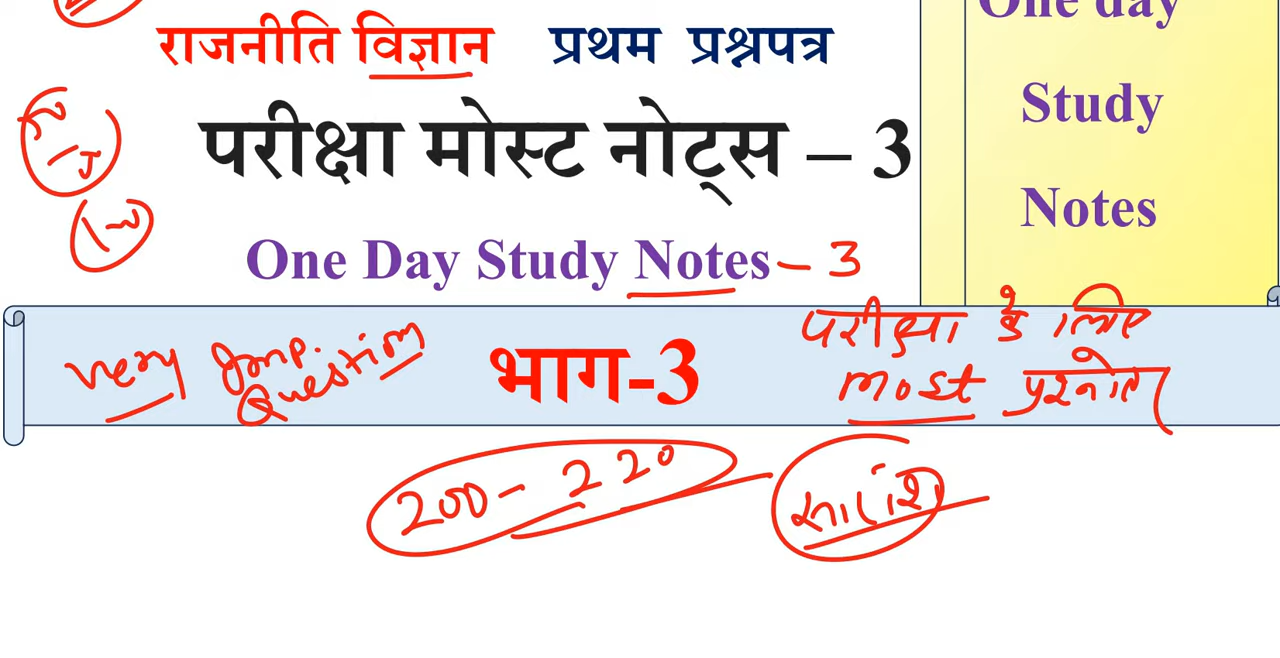 One day
राजनीति विज्ञान प्रथम प्रश्नपत्र
Study
परीक्षा मोस्ट नोट्स – 3
Notes
One Day Study Notes – 3
परीक्षा के लिए
Very Imp. Question
भाग-3
most प्रश्नोत्तर
200 - 220
सारांश